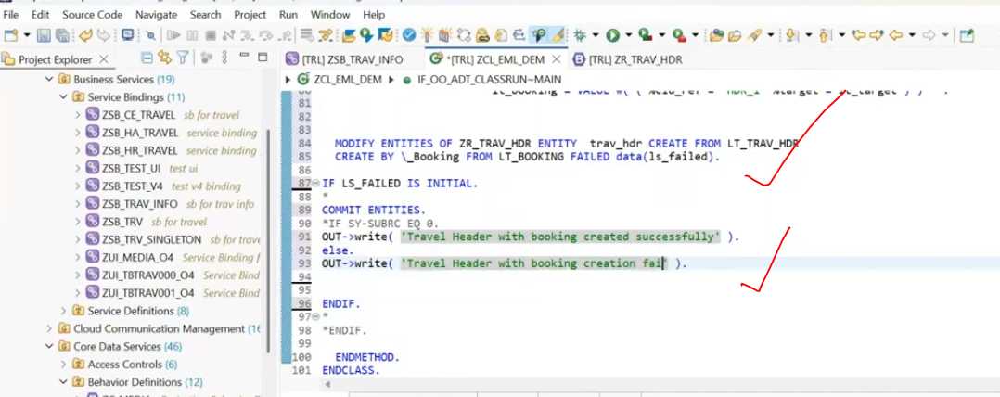 File Edit Source Code Navigate Search Project Run Window Help
Project Explorer
[TRL] ZSB_TRAV_INFO *[TRL] ZCL_EML_DEM [TRL] ZR_TRAV_HDR
ZCL_EML_DEM IF_OO_ADT_CLASSRUN~MAIN
Business Services (19)
Service Bindings (11)
ZSB_CE_TRAVEL sb for travel
ZSB_HA_TRAVEL service binding
ZSB_HR_TRAVEL service binding
ZSB_TEST_UI test ui
ZSB_TEST_V4 test v4 binding
ZSB_TRAV_INFO sb for trav info
ZSB_TRV sb for travel
ZSB_TRV_SINGLETON sb for trave
ZUI_MEDIA_O4 Service Binding f
ZUI_TBTRAV000_O4 Service Bind
ZUI_TBTRAV001_O4 Service Bind
Service Definitions (8)
Cloud Communication Management (16
Core Data Services (46)
Access Controls (6)
Behavior Definitions (12)
81
82
83
84 MODIFY ENTITIES OF ZR_TRAV_HDR ENTITY trav_hdr CREATE FROM LT_TRAV_HDR
85 CREATE BY \_Booking FROM LT_BOOKING FAILED data(ls_failed).
86
87 IF LS_FAILED IS INITIAL.
88 *
89 COMMIT ENTITIES.
90 *IF SY-SUBRC EQ 0.
91 OUT->write( 'Travel Header with booking created successfully' ).
92 else.
93 OUT->write( 'Travel Header with booking creation fai' ).
94
95
96 ENDIF.
97 *
98 *ENDIF.
99
100 ENDMETHOD.
101 ENDCLASS.